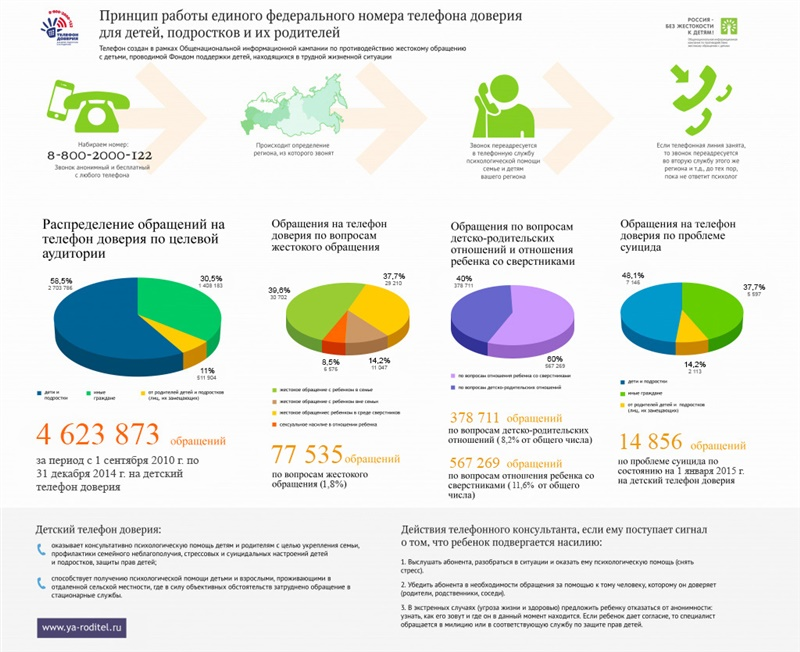 ТЕЛЕФОН
ДОВЕРИЯ
Принцип работы единого федерального номера телефона доверия
для детей, подростков и их родителей
Телефон создан в рамках Общенациональной информационной кампании по противодействию жестокому обращению
с детьми, проводимой Фондом поддержки детей, находящихся в трудной жизненной ситуации
РОССИЯ -
БЕЗ ЖЕСТОКОСТИ
К ДЕТЯМ!
Набираем номер:
8-800-2000-122
Звонок анонимный и бесплатный
с любого телефона
Происходит определение
региона, из которого звонят
Звонок переадресуется
в телефонную службу
психологической помощи
семье и детям
вашего региона
Если телефонная линия занята,
то звонок переадресуется
во вторую службу этого же
региона и т.д., до тех пор,
пока не ответит психолог
Распределение обращений на
телефон доверия по целевой
аудитории
58,5%
2 703 766
30,5%
1 408 193
11%
511 904
дети и
подростки
иные
граждане
от родителей детей и подростков
(лиц, их замещающих)
4 623 873 обращений
за период с 1 сентября 2010 г. по
31 декабря 2014 г. на детский
телефон доверия
Обращения на телефон
доверия по вопросам
жестокого обращения
39,6%
30 702
37,7%
29 210
8,5%
6 576
14,2%
11 047
жестокое обращение с ребенком в семье
жестокое обращение с ребенком вне семьи
жестокое обращение с ребенком в среде сверстников
сексуальное насилие в отношении ребенка
77 535 обращений
по вопросам жестокого
обращения (1,8%)
Обращения по вопросам
детско-родительских
отношений и отношения
ребенка со сверстниками
40%
378 711
60%
567 269
по вопросам отношения ребенка со сверстниками
по вопросам детско-родительских отношений
378 711 обращений
по вопросам детско-родительских
отношений ( 8,2% от общего числа)
567 269 обращений
по вопросам отношения ребенка со
сверстниками ( 11,6% от общего
числа)
Обращения на телефон
доверия по проблеме
суицида
48,1%
7 146
37,7%
5 597
14,2%
2 113
дети и подростки
иные граждане
от родителей детей и подростков
(лиц, их замещающих)
14 856 обращений
по проблеме суицида по
состоянию на 1 января 2015 г.
на детский телефон доверия
Детский телефон доверия:
оказывает консультативно психологическую помощь детям и родителям с целью укрепления семьи,
профилактики семейного неблагополучия, стрессовых и суицидальных настроений детей
и подростков, защиты прав детей;
способствует получению психологической помощи детьми и взрослыми, проживающими в
отдаленной сельской местности, где в силу объективных обстоятельств затруднено обращение в
стационарные службы.
www.ya-roditel.ru
Действия телефонного консультанта, если ему поступает сигнал
о том, что ребенок подвергается насилию:
1. Выслушать абонента, разобраться в ситуации и оказать ему психологическую помощь (снять
стресс).
2. Убедить абонента в необходимости обращения за помощью к тому человеку, которому он доверяет
(родители, родственники, соседи).
3. В экстренных случаях (угроза жизни и здоровью) предложить ребенку отказаться от анонимности:
узнать, как его зовут и где он в данный момент находится. Если ребенок дает согласие, то специалист
обращается в милицию или в соответствующую службу по защите прав детей.